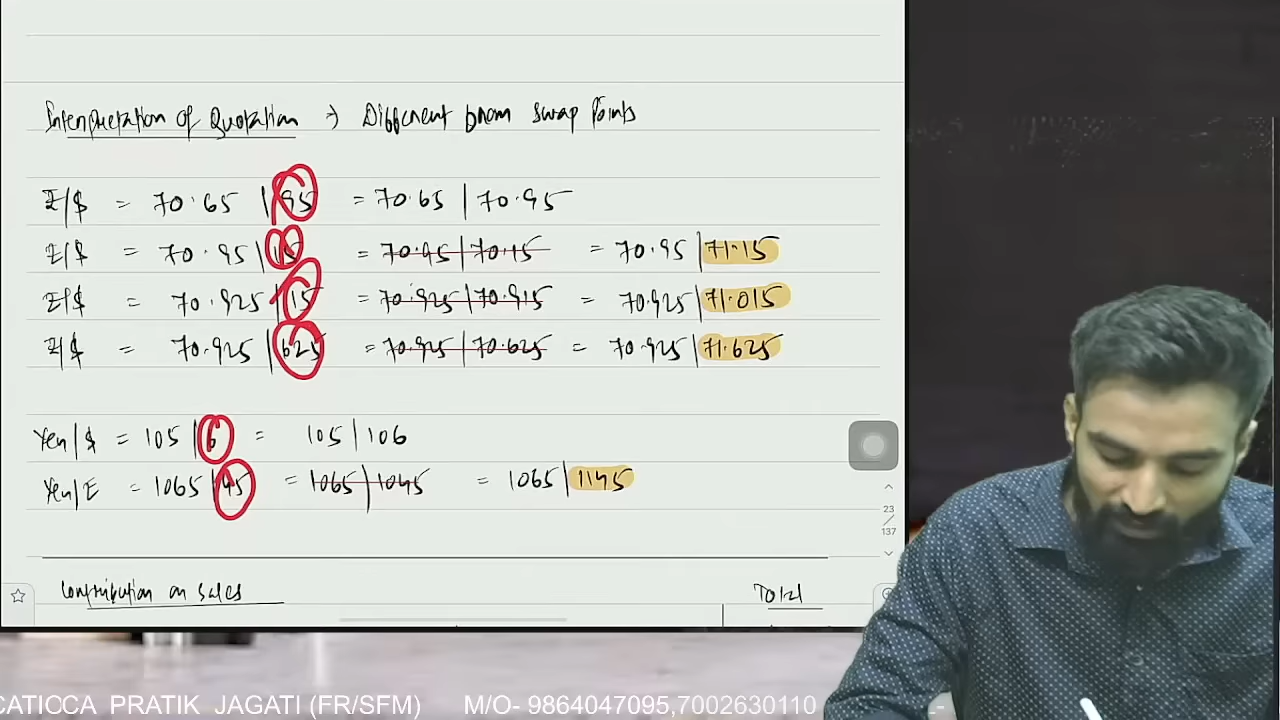 Interpretation of Quotation → Different from Swap Points
₹/$ = 70.65 | 95 = 70.65 | 70.95
₹/$ = 70.95 | 15 = 70.95 | 70.15 = 70.95 | 71.15
₹/$ = 70.925 | 15 = 70.925 | 70.915 = 70.925 | 71.015
₹/$ = 70.925 | 625 = 70.925 | 70.625 = 70.925 | 71.625
Yen/$ = 105 | 6 = 105 | 106
Yen/£ = 1065 | 45 = 1065 | 1045 = 1065 | 1145
23
/
137
Contribution on Sales Total
CATICCA PRATIK JAGATI (FR/SFM) M/O- 9864047095,7002630110